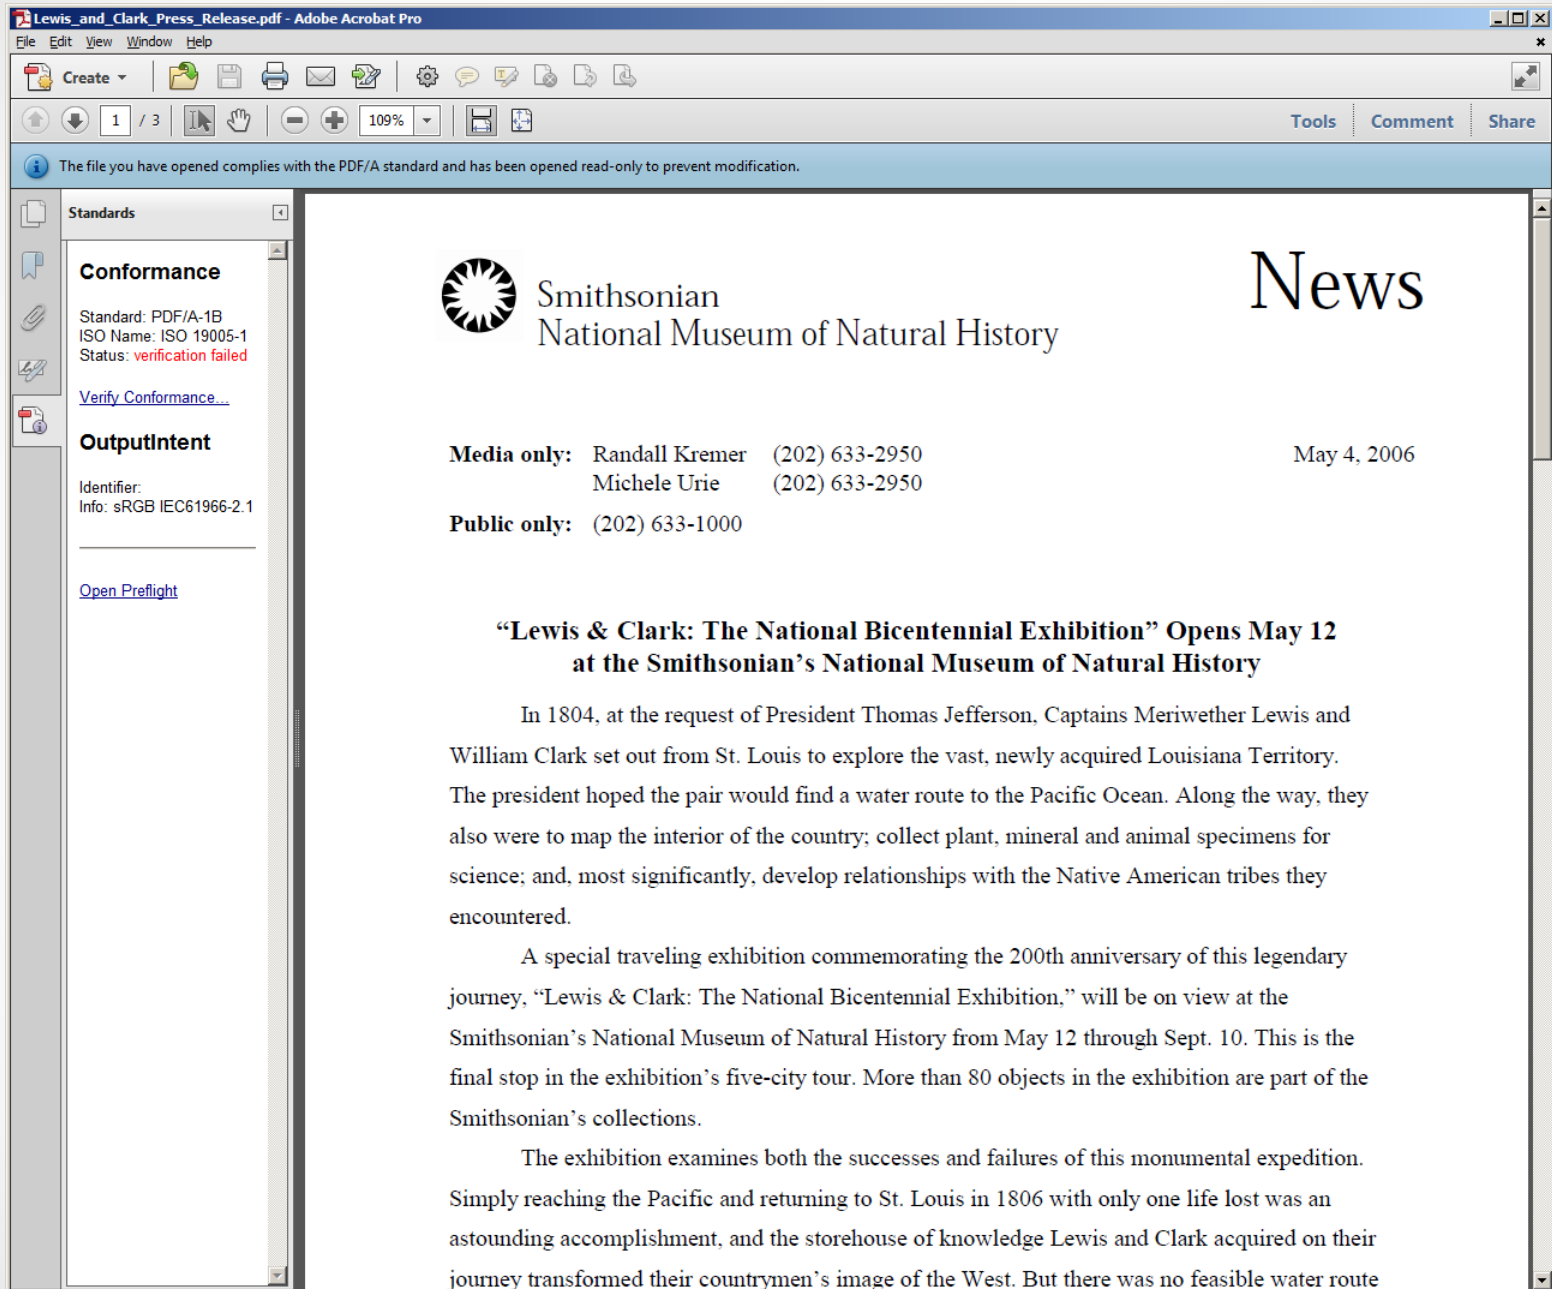 Lewis_and_Clark_Press_Release.pdf - Adobe Acrobat Pro
File Edit View Window Help
Create
1 / 3 109% Tools Comment Share
The file you have opened complies with the PDF/A standard and has been opened read-only to prevent modification.
Standards
Conformance
Standard: PDF/A-1B
ISO Name: ISO 19005-1
Status: verification failed
Verify Conformance...
OutputIntent
Identifier:
Info: sRGB IEC61966-2.1
Open Preflight
News
Smithsonian
National Museum of Natural History
Media only: Randall Kremer (202) 633-2950 May 4, 2006
Michele Urie (202) 633-2950
Public only: (202) 633-1000
“Lewis & Clark: The National Bicentennial Exhibition” Opens May 12
at the Smithsonian’s National Museum of Natural History
In 1804, at the request of President Thomas Jefferson, Captains Meriwether Lewis and
William Clark set out from St. Louis to explore the vast, newly acquired Louisiana Territory.
The president hoped the pair would find a water route to the Pacific Ocean. Along the way, they
also were to map the interior of the country; collect plant, mineral and animal specimens for
science; and, most significantly, develop relationships with the Native American tribes they
encountered.
A special traveling exhibition commemorating the 200th anniversary of this legendary
journey, “Lewis & Clark: The National Bicentennial Exhibition,” will be on view at the
Smithsonian’s National Museum of Natural History from May 12 through Sept. 10. This is the
final stop in the exhibition’s five-city tour. More than 80 objects in the exhibition are part of the
Smithsonian’s collections.
The exhibition examines both the successes and failures of this monumental expedition.
Simply reaching the Pacific and returning to St. Louis in 1806 with only one life lost was an
astounding accomplishment, and the storehouse of knowledge Lewis and Clark acquired on their
journey transformed their countrymen’s image of the West. But there was no feasible water route